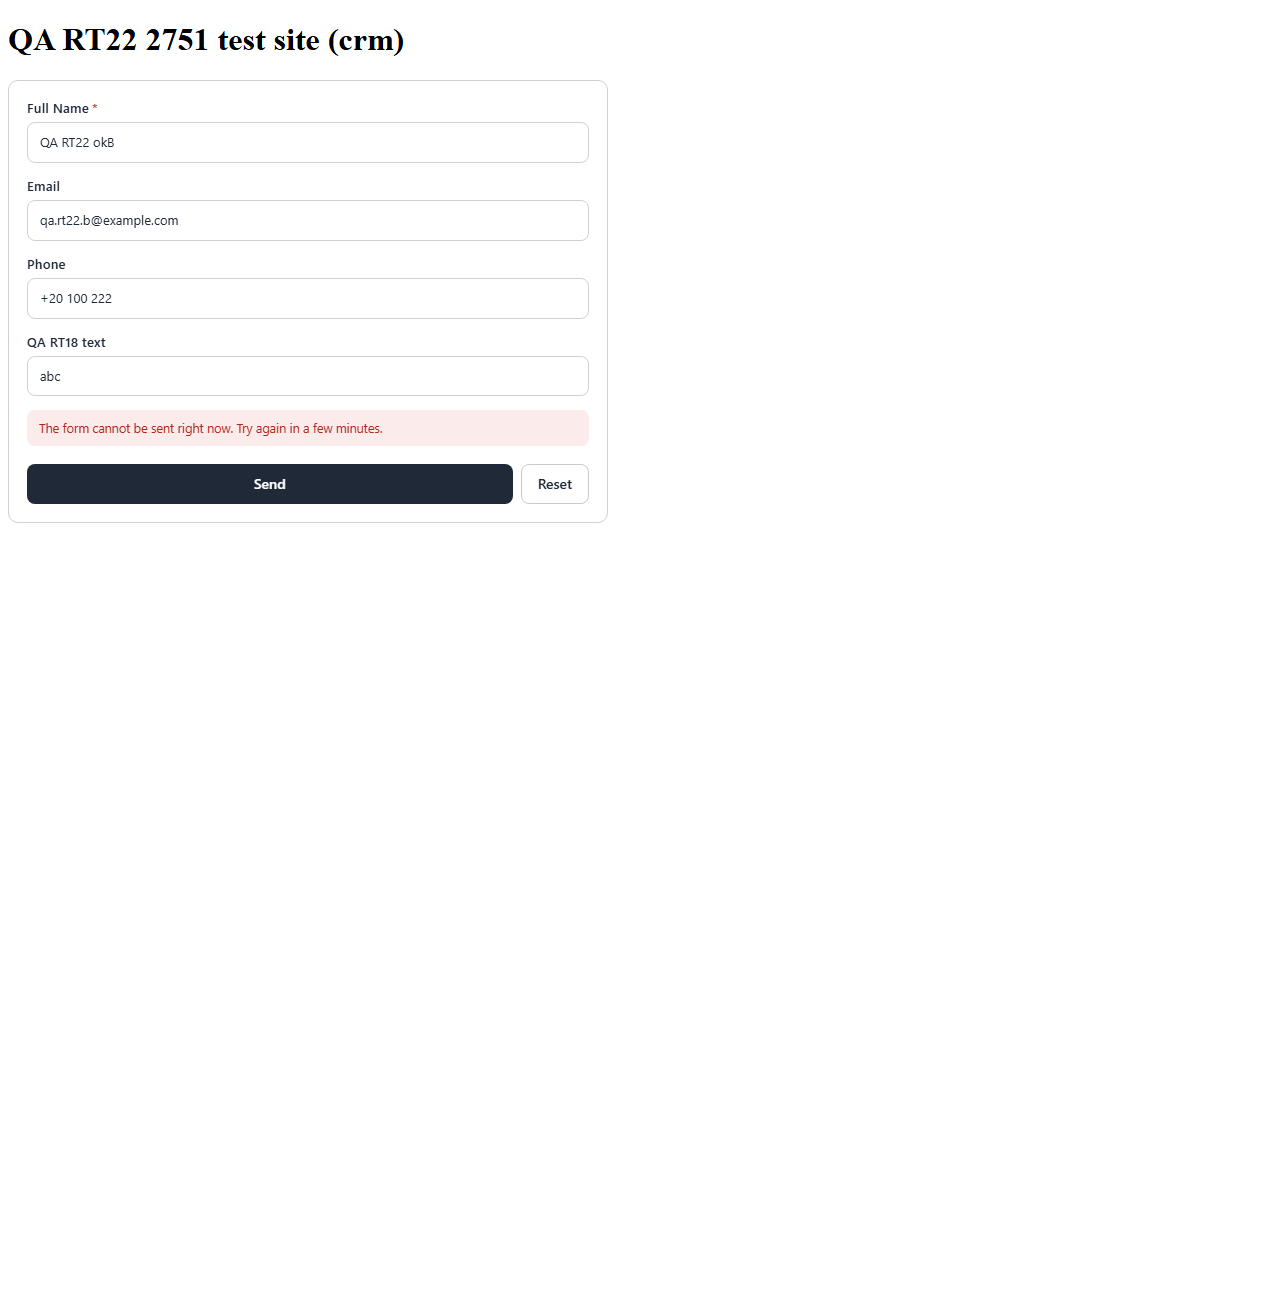 QA RT22 2751 test site (crm)
Full Name *
QA RT22 okB
Email
qa.rt22.b@example.com
Phone
+20 100 222
QA RT18 text
abc
The form cannot be sent right now. Try again in a few minutes.
Send
Reset